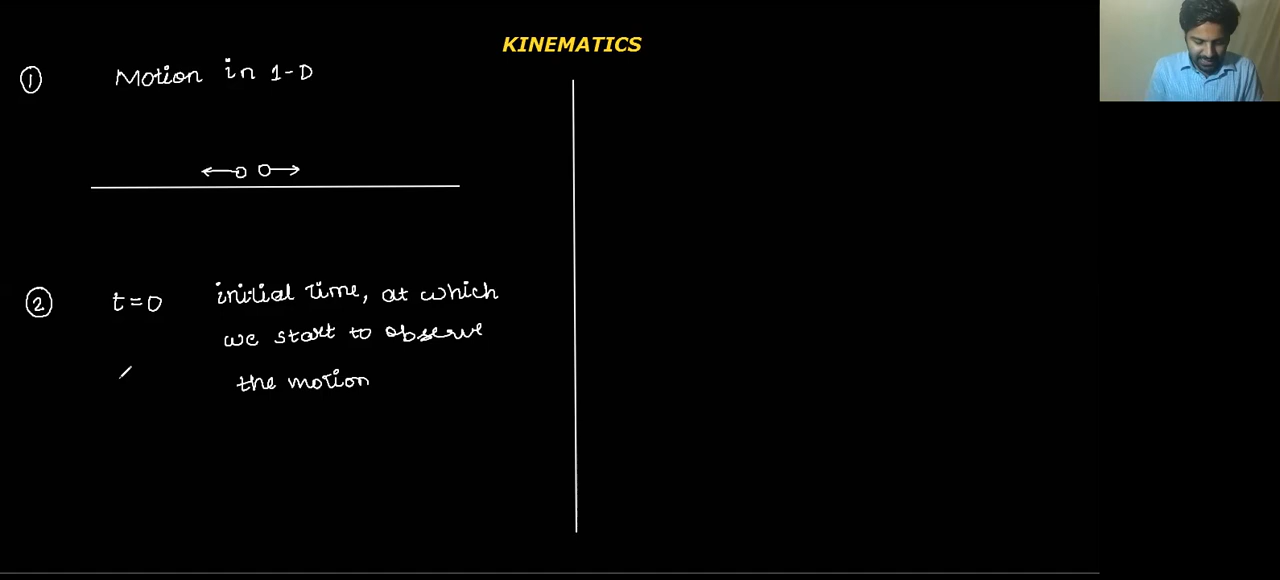 KINEMATICS
① Motion in 1-D
② t=0 initial time, at which
we start to observe
the motion